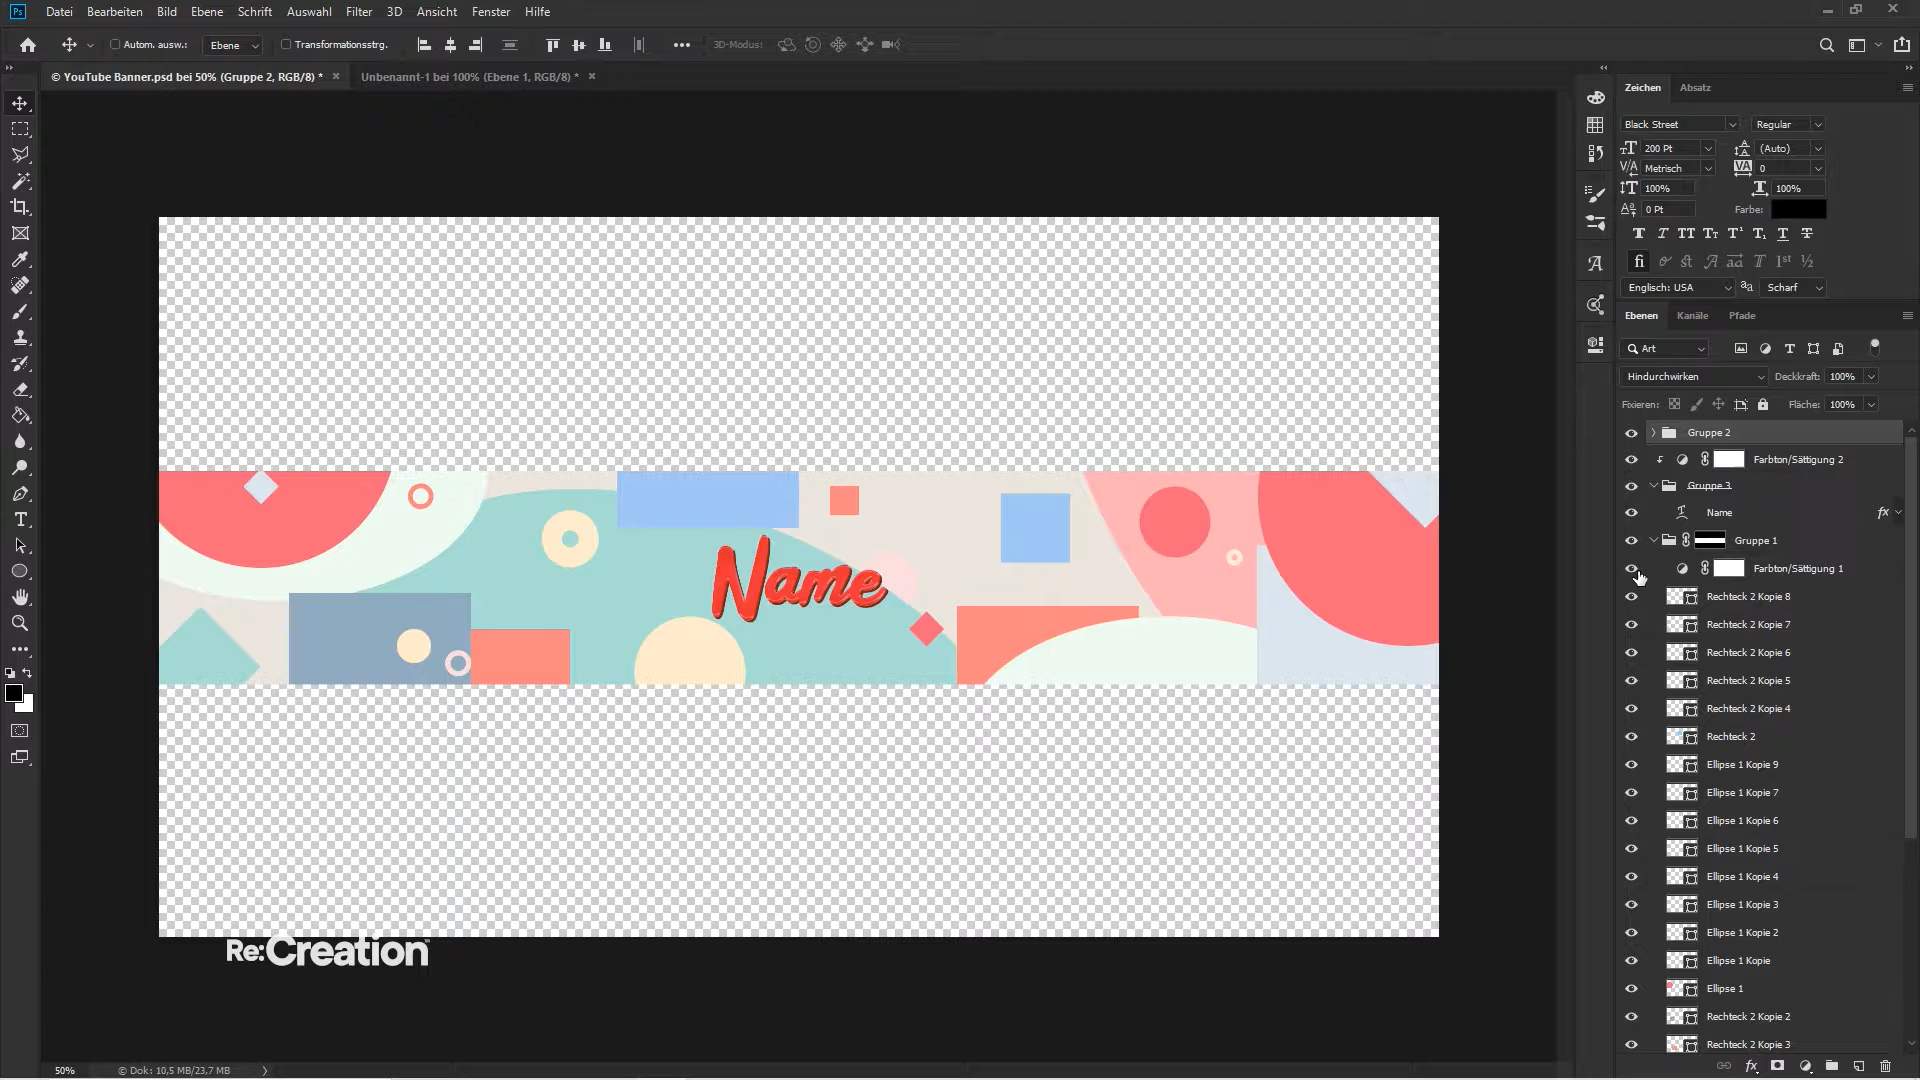 Ps Datei Bearbeiten Bild Ebene Schrift Auswahl Filter 3D Ansicht Fenster Hilfe
Autom. ausw.: Ebene Transformationsstrg. 3D-Modus:
© YouTube Banner.psd bei 50% (Gruppe 2, RGB/8) * × Unbenannt-1 bei 100% (Ebene 1, RGB/8) * ×
Zeichen Absatz
Black Street Regular
200 Pt (Auto)
Metrisch 0
100% 100%
0 Pt Farbe:
Englisch: USA aa Scharf
Ebenen Kanäle Pfade
Art
Hindurchwirken Deckkraft: 100%
Fixieren: Fläche: 100%
Gruppe 2
Farbton/Sättigung 2
Gruppe 3
Name fx
Gruppe 1
Farbton/Sättigung 1
Rechteck 2 Kopie 8
Rechteck 2 Kopie 7
Rechteck 2 Kopie 6
Rechteck 2 Kopie 5
Rechteck 2 Kopie 4
Rechteck 2
Ellipse 1 Kopie 9
Ellipse 1 Kopie 7
Ellipse 1 Kopie 6
Ellipse 1 Kopie 5
Ellipse 1 Kopie 4
Ellipse 1 Kopie 3
Ellipse 1 Kopie 2
Ellipse 1 Kopie
Ellipse 1
Rechteck 2 Kopie 2
Rechteck 2 Kopie 3
Name
Re:Creation
50% © Dok: 10,5 MB/23,7 MB